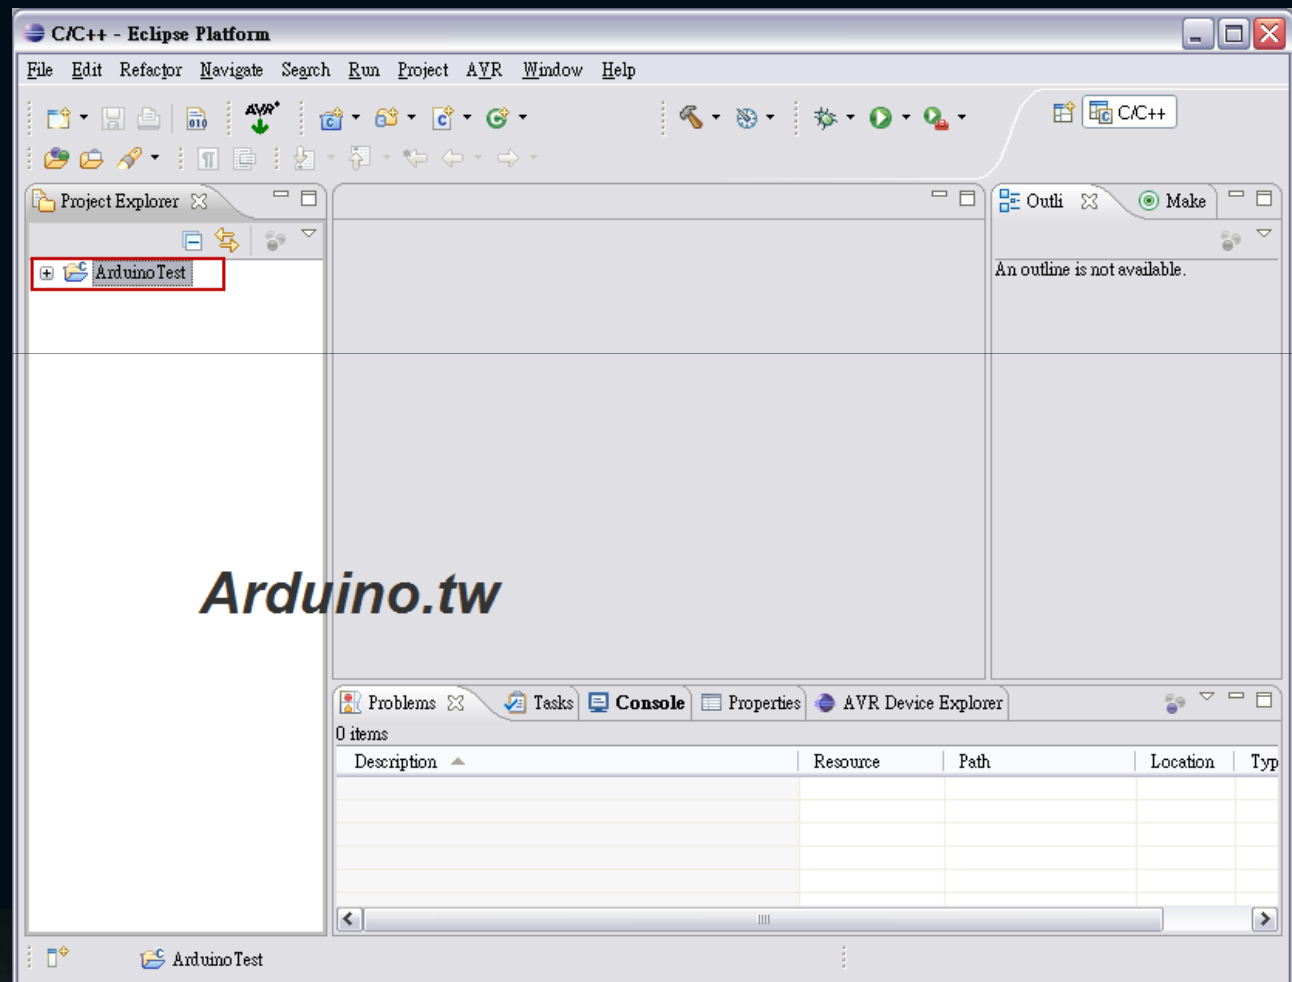 C/C++ - Eclipse Platform
File Edit Refactor Navigate Search Run Project AVR Window Help
010 AVR C/C++
Project Explorer Outli Make
ArduinoTest
An outline is not available.
Arduino.tw
Problems Tasks Console Properties AVR Device Explorer
0 items
Description Resource Path Location Typ
ArduinoTest